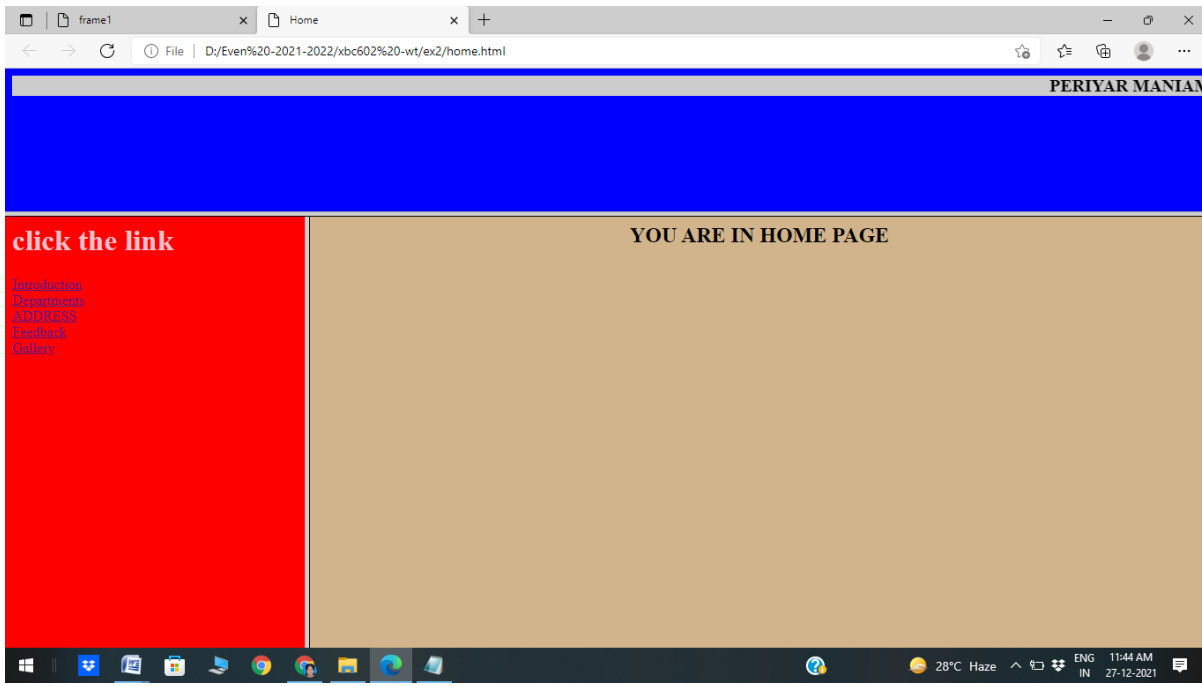 frame1
Home
File
D:/Even%20-2021-2022/xbc602%20-wt/ex2/home.html
PERIYAR MANIAM
click the link
YOU ARE IN HOME PAGE
Introduction
Departments
ADDRESS
Feedback
Gallery
28°C Haze
ENG
IN
11:44 AM
27-12-2021